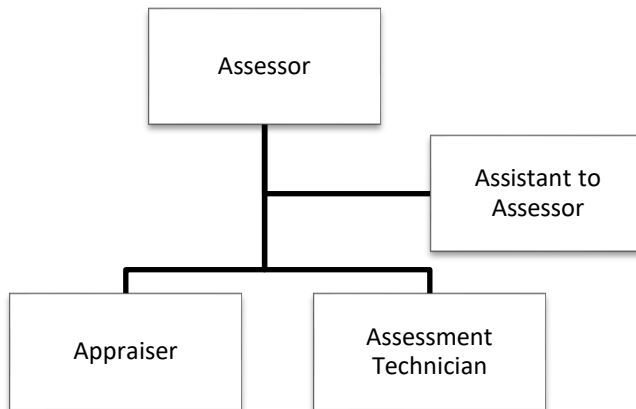 Assessor
Assistant to
Assessor
Appraiser
Assessment
Technician